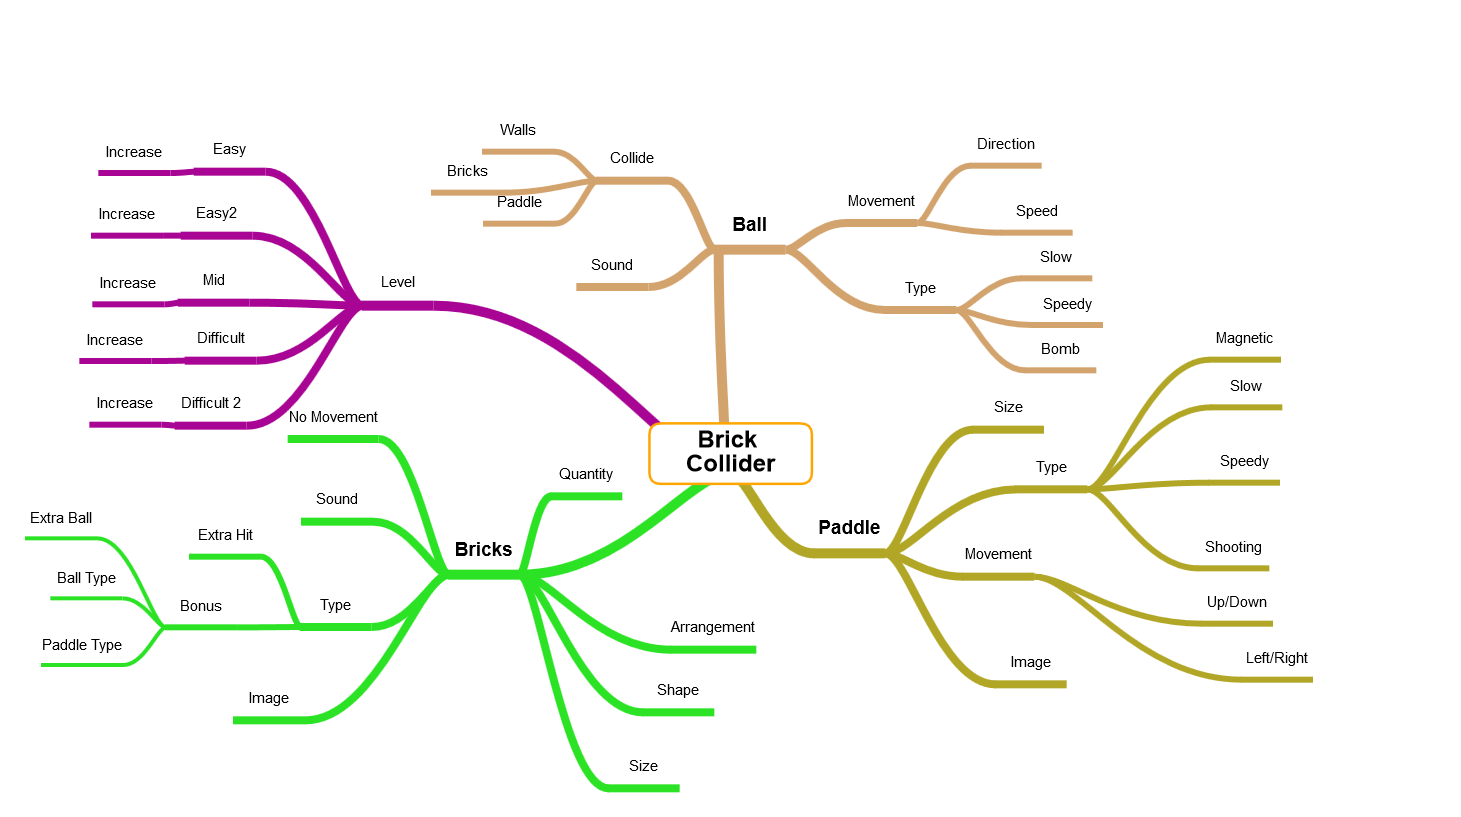 Brick
Collider
Level
Easy
Increase
Easy2
Increase
Mid
Increase
Difficult
Increase
Difficult 2
Increase
Ball
Collide
Walls
Bricks
Paddle
Sound
Movement
Direction
Speed
Type
Slow
Speedy
Bomb
Paddle
Size
Type
Magnetic
Slow
Speedy
Shooting
Movement
Up/Down
Left/Right
Image
Bricks
No Movement
Sound
Type
Extra Hit
Bonus
Extra Ball
Ball Type
Paddle Type
Image
Quantity
Arrangement
Shape
Size